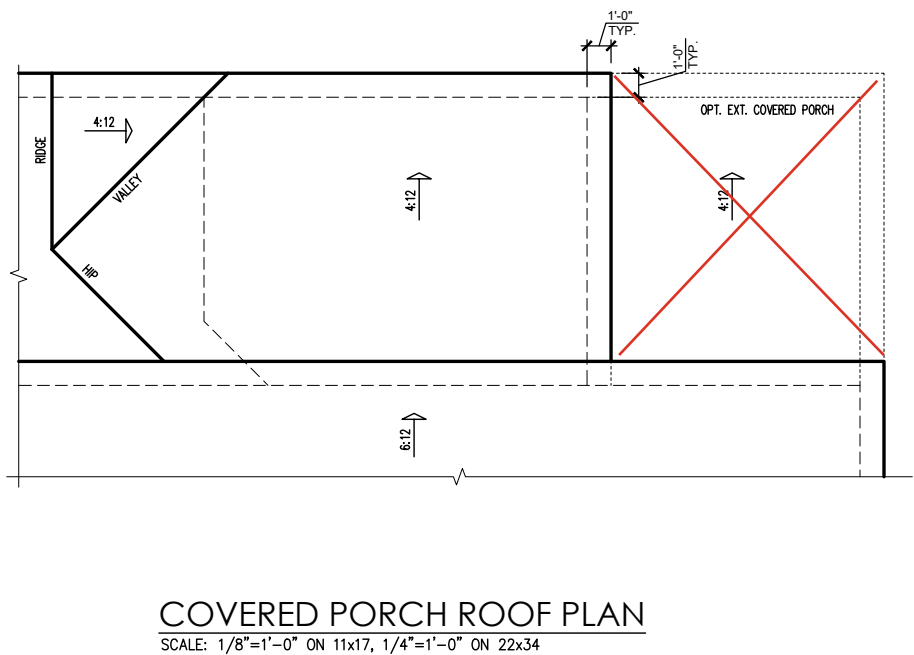 1'-0"
TYP.
1'-0"
TYP.
OPT. EXT. COVERED PORCH
4:12
RIDGE
VALLEY
HIP
4:12
4:12
6:12
COVERED PORCH ROOF PLAN
SCALE: 1/8"=1'-0" ON 11x17, 1/4"=1'-0" ON 22x34